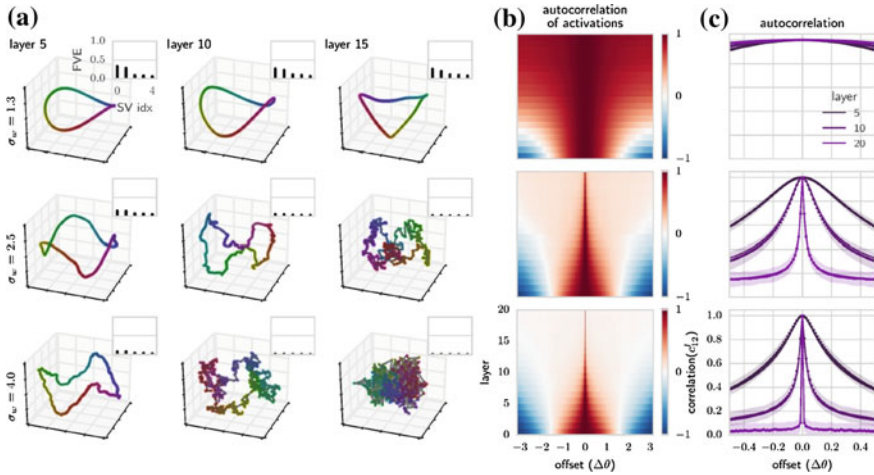 (a)
layer 5
layer 10
layer 15
FVE
1.0
0.5
0.0
0
4
SV idx
σw = 1.3
σw = 2.5
σw = 4.0
(b)
autocorrelation
of activations
1
0
−1
1
0
−1
1
0
−1
20
15
10
5
0
layer
−3 −2 −1 0 1 2 3
offset (Δθ)
(c)
autocorrelation
layer
5
10
20
correlation(c^l_12)
1.0
0.8
0.6
0.4
0.2
0.0
−0.4 −0.2 0.0 0.2 0.4
offset (Δθ)